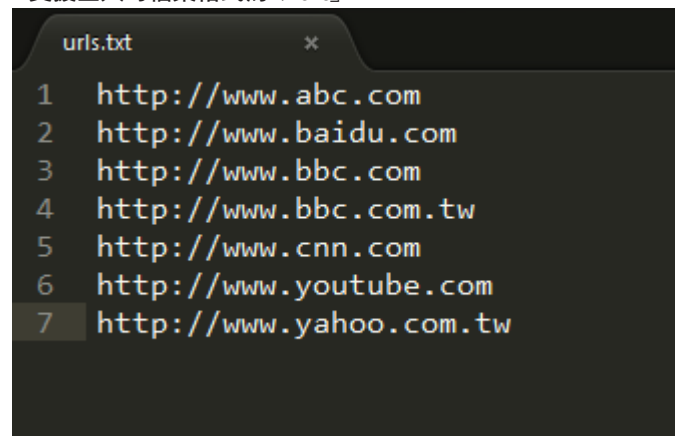 urls.txt ×
1 http://www.abc.com
2 http://www.baidu.com
3 http://www.bbc.com
4 http://www.bbc.com.tw
5 http://www.cnn.com
6 http://www.youtube.com
7 http://www.yahoo.com.tw